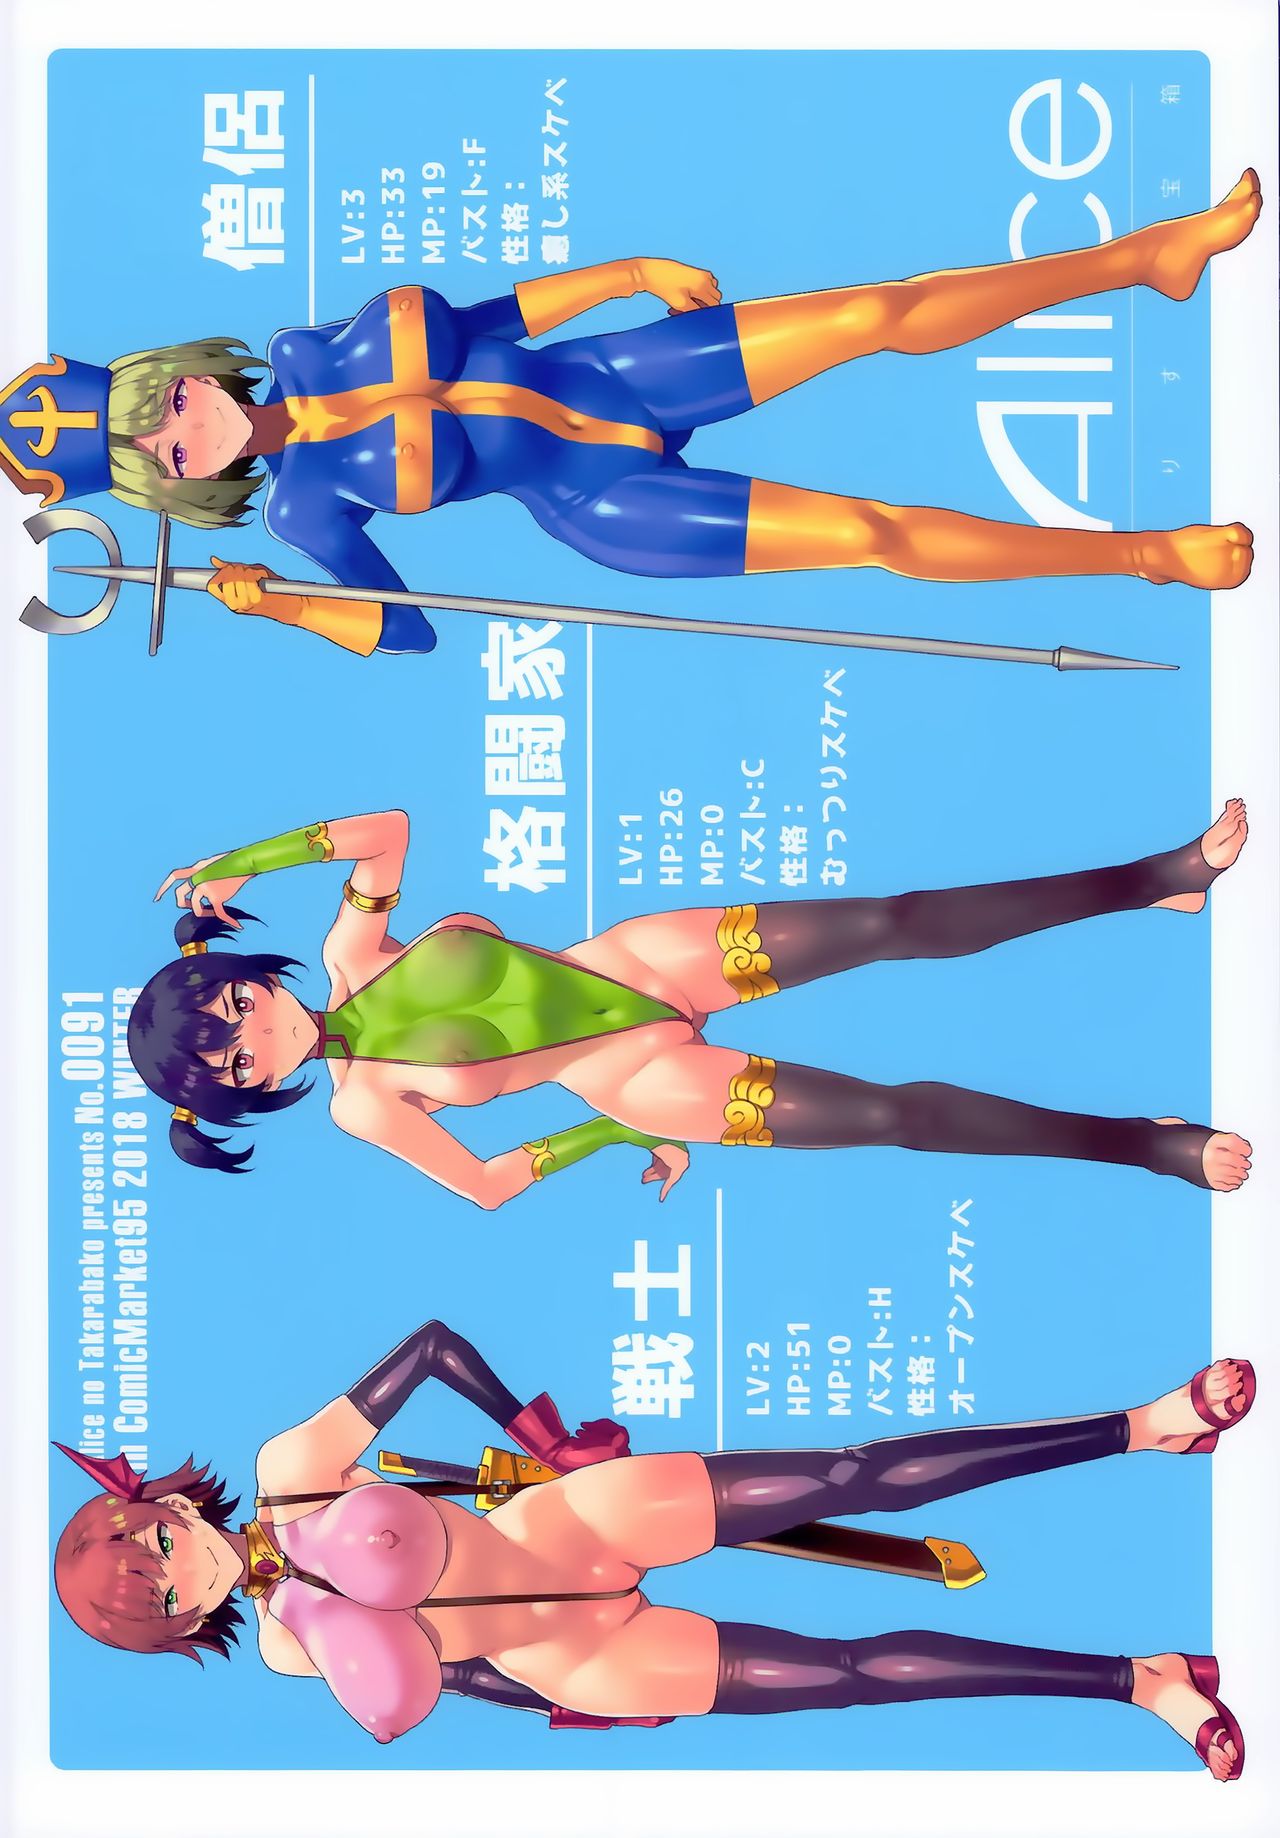 僧侶
LV:3
HP:33
MP:19
バスト:F
性格:
癒し系スケベ
格闘家
LV:1
HP:26
MP:0
バスト:C
性格:
むっつりスケベ
戦士
LV:2
HP:51
MP:0
バスト:H
性格:
オープンスケベ
Alice
りす宝箱
lice no Takarabako presents No.0091
in ComicMarket95 2018 WINTER